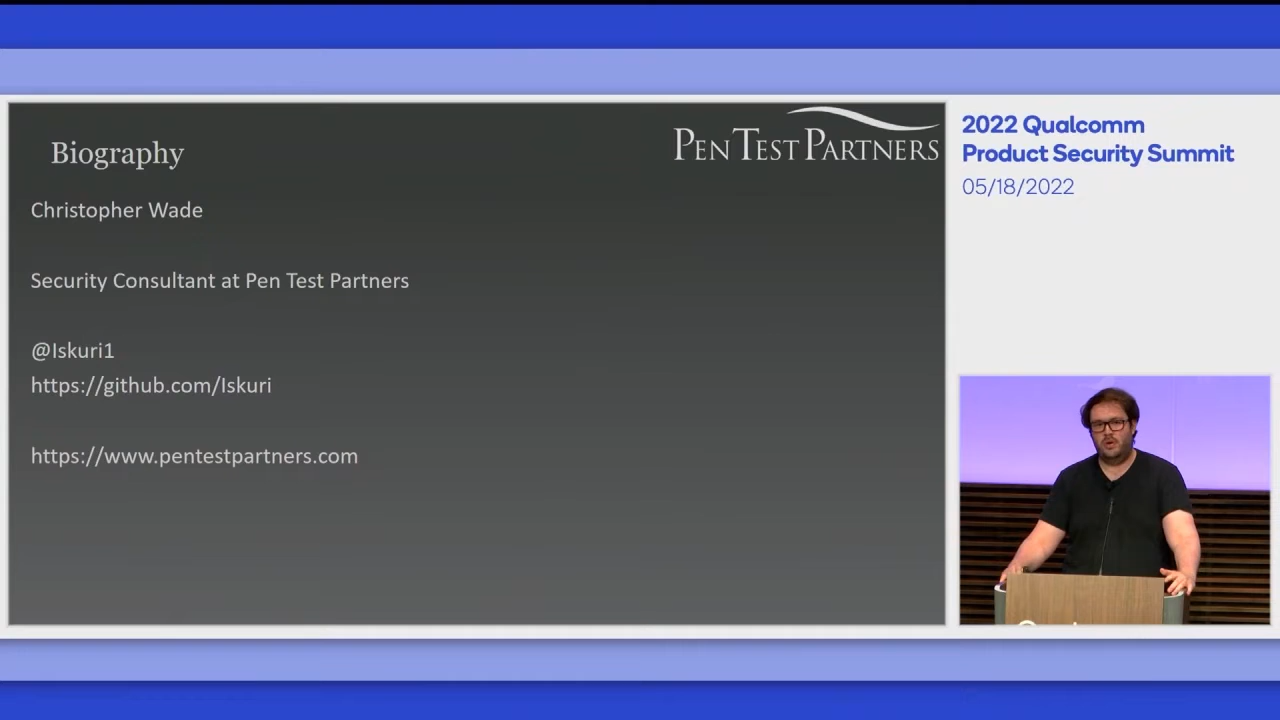 Biography
PEN TEST PARTNERS
Christopher Wade
Security Consultant at Pen Test Partners
@Iskuri1
https://github.com/Iskuri
https://www.pentestpartners.com
2022 Qualcomm
Product Security Summit
05/18/2022